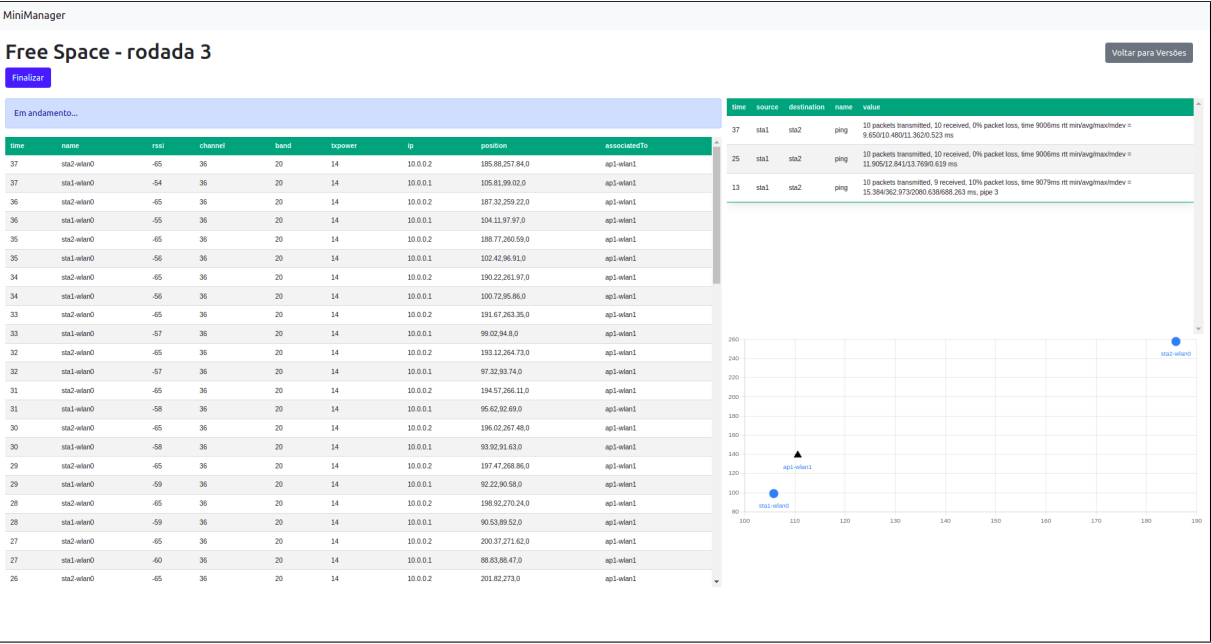 MiniManager
Free Space - rodada 3
Voltar para Versões
Finalizar
Em andamento...
time name rssi channel band txpower ip position associatedTo
37 sta2-wlan0 -65 36 20 14 10.0.0.2 185.88,257.84,0 ap1-wlan1
37 sta1-wlan0 -54 36 20 14 10.0.0.1 105.81,99.02,0 ap1-wlan1
36 sta2-wlan0 -65 36 20 14 10.0.0.2 187.32,259.22,0 ap1-wlan1
36 sta1-wlan0 -55 36 20 14 10.0.0.1 104.11,97.97,0 ap1-wlan1
35 sta2-wlan0 -65 36 20 14 10.0.0.2 188.77,260.59,0 ap1-wlan1
35 sta1-wlan0 -56 36 20 14 10.0.0.1 102.42,96.91,0 ap1-wlan1
34 sta2-wlan0 -65 36 20 14 10.0.0.2 190.22,261.97,0 ap1-wlan1
34 sta1-wlan0 -56 36 20 14 10.0.0.1 100.72,95.86,0 ap1-wlan1
33 sta2-wlan0 -65 36 20 14 10.0.0.2 191.67,263.35,0 ap1-wlan1
33 sta1-wlan0 -57 36 20 14 10.0.0.1 99.02,94.8,0 ap1-wlan1
32 sta2-wlan0 -65 36 20 14 10.0.0.2 193.12,264.73,0 ap1-wlan1
32 sta1-wlan0 -57 36 20 14 10.0.0.1 97.32,93.74,0 ap1-wlan1
31 sta2-wlan0 -65 36 20 14 10.0.0.2 194.57,266.11,0 ap1-wlan1
31 sta1-wlan0 -58 36 20 14 10.0.0.1 95.62,92.69,0 ap1-wlan1
30 sta2-wlan0 -65 36 20 14 10.0.0.2 196.02,267.48,0 ap1-wlan1
30 sta1-wlan0 -58 36 20 14 10.0.0.1 93.92,91.63,0 ap1-wlan1
29 sta2-wlan0 -65 36 20 14 10.0.0.2 197.47,268.86,0 ap1-wlan1
29 sta1-wlan0 -59 36 20 14 10.0.0.1 92.22,90.58,0 ap1-wlan1
28 sta2-wlan0 -65 36 20 14 10.0.0.2 198.92,270.24,0 ap1-wlan1
28 sta1-wlan0 -59 36 20 14 10.0.0.1 90.53,89.52,0 ap1-wlan1
27 sta2-wlan0 -65 36 20 14 10.0.0.2 200.37,271.62,0 ap1-wlan1
27 sta1-wlan0 -60 36 20 14 10.0.0.1 88.83,88.47,0 ap1-wlan1
26 sta2-wlan0 -65 36 20 14 10.0.0.2 201.82,273,0 ap1-wlan1
time source destination name value
37 sta1 sta2 ping 10 packets transmitted, 10 received, 0% packet loss, time 9006ms rtt min/avg/max/mdev =
9.650/10.480/11.362/0.523 ms
25 sta1 sta2 ping 10 packets transmitted, 10 received, 0% packet loss, time 9006ms rtt min/avg/max/mdev =
11.905/12.841/13.769/0.619 ms
13 sta1 sta2 ping 10 packets transmitted, 9 received, 10% packet loss, time 9079ms rtt min/avg/max/mdev =
15.384/362.973/2080.638/688.263 ms, pipe 3
260
sta2-wlan0
240
220
200
180
160
140
ap1-wlan1
120
100
sta1-wlan0
80
100 110 120 130 140 150 160 170 180 190